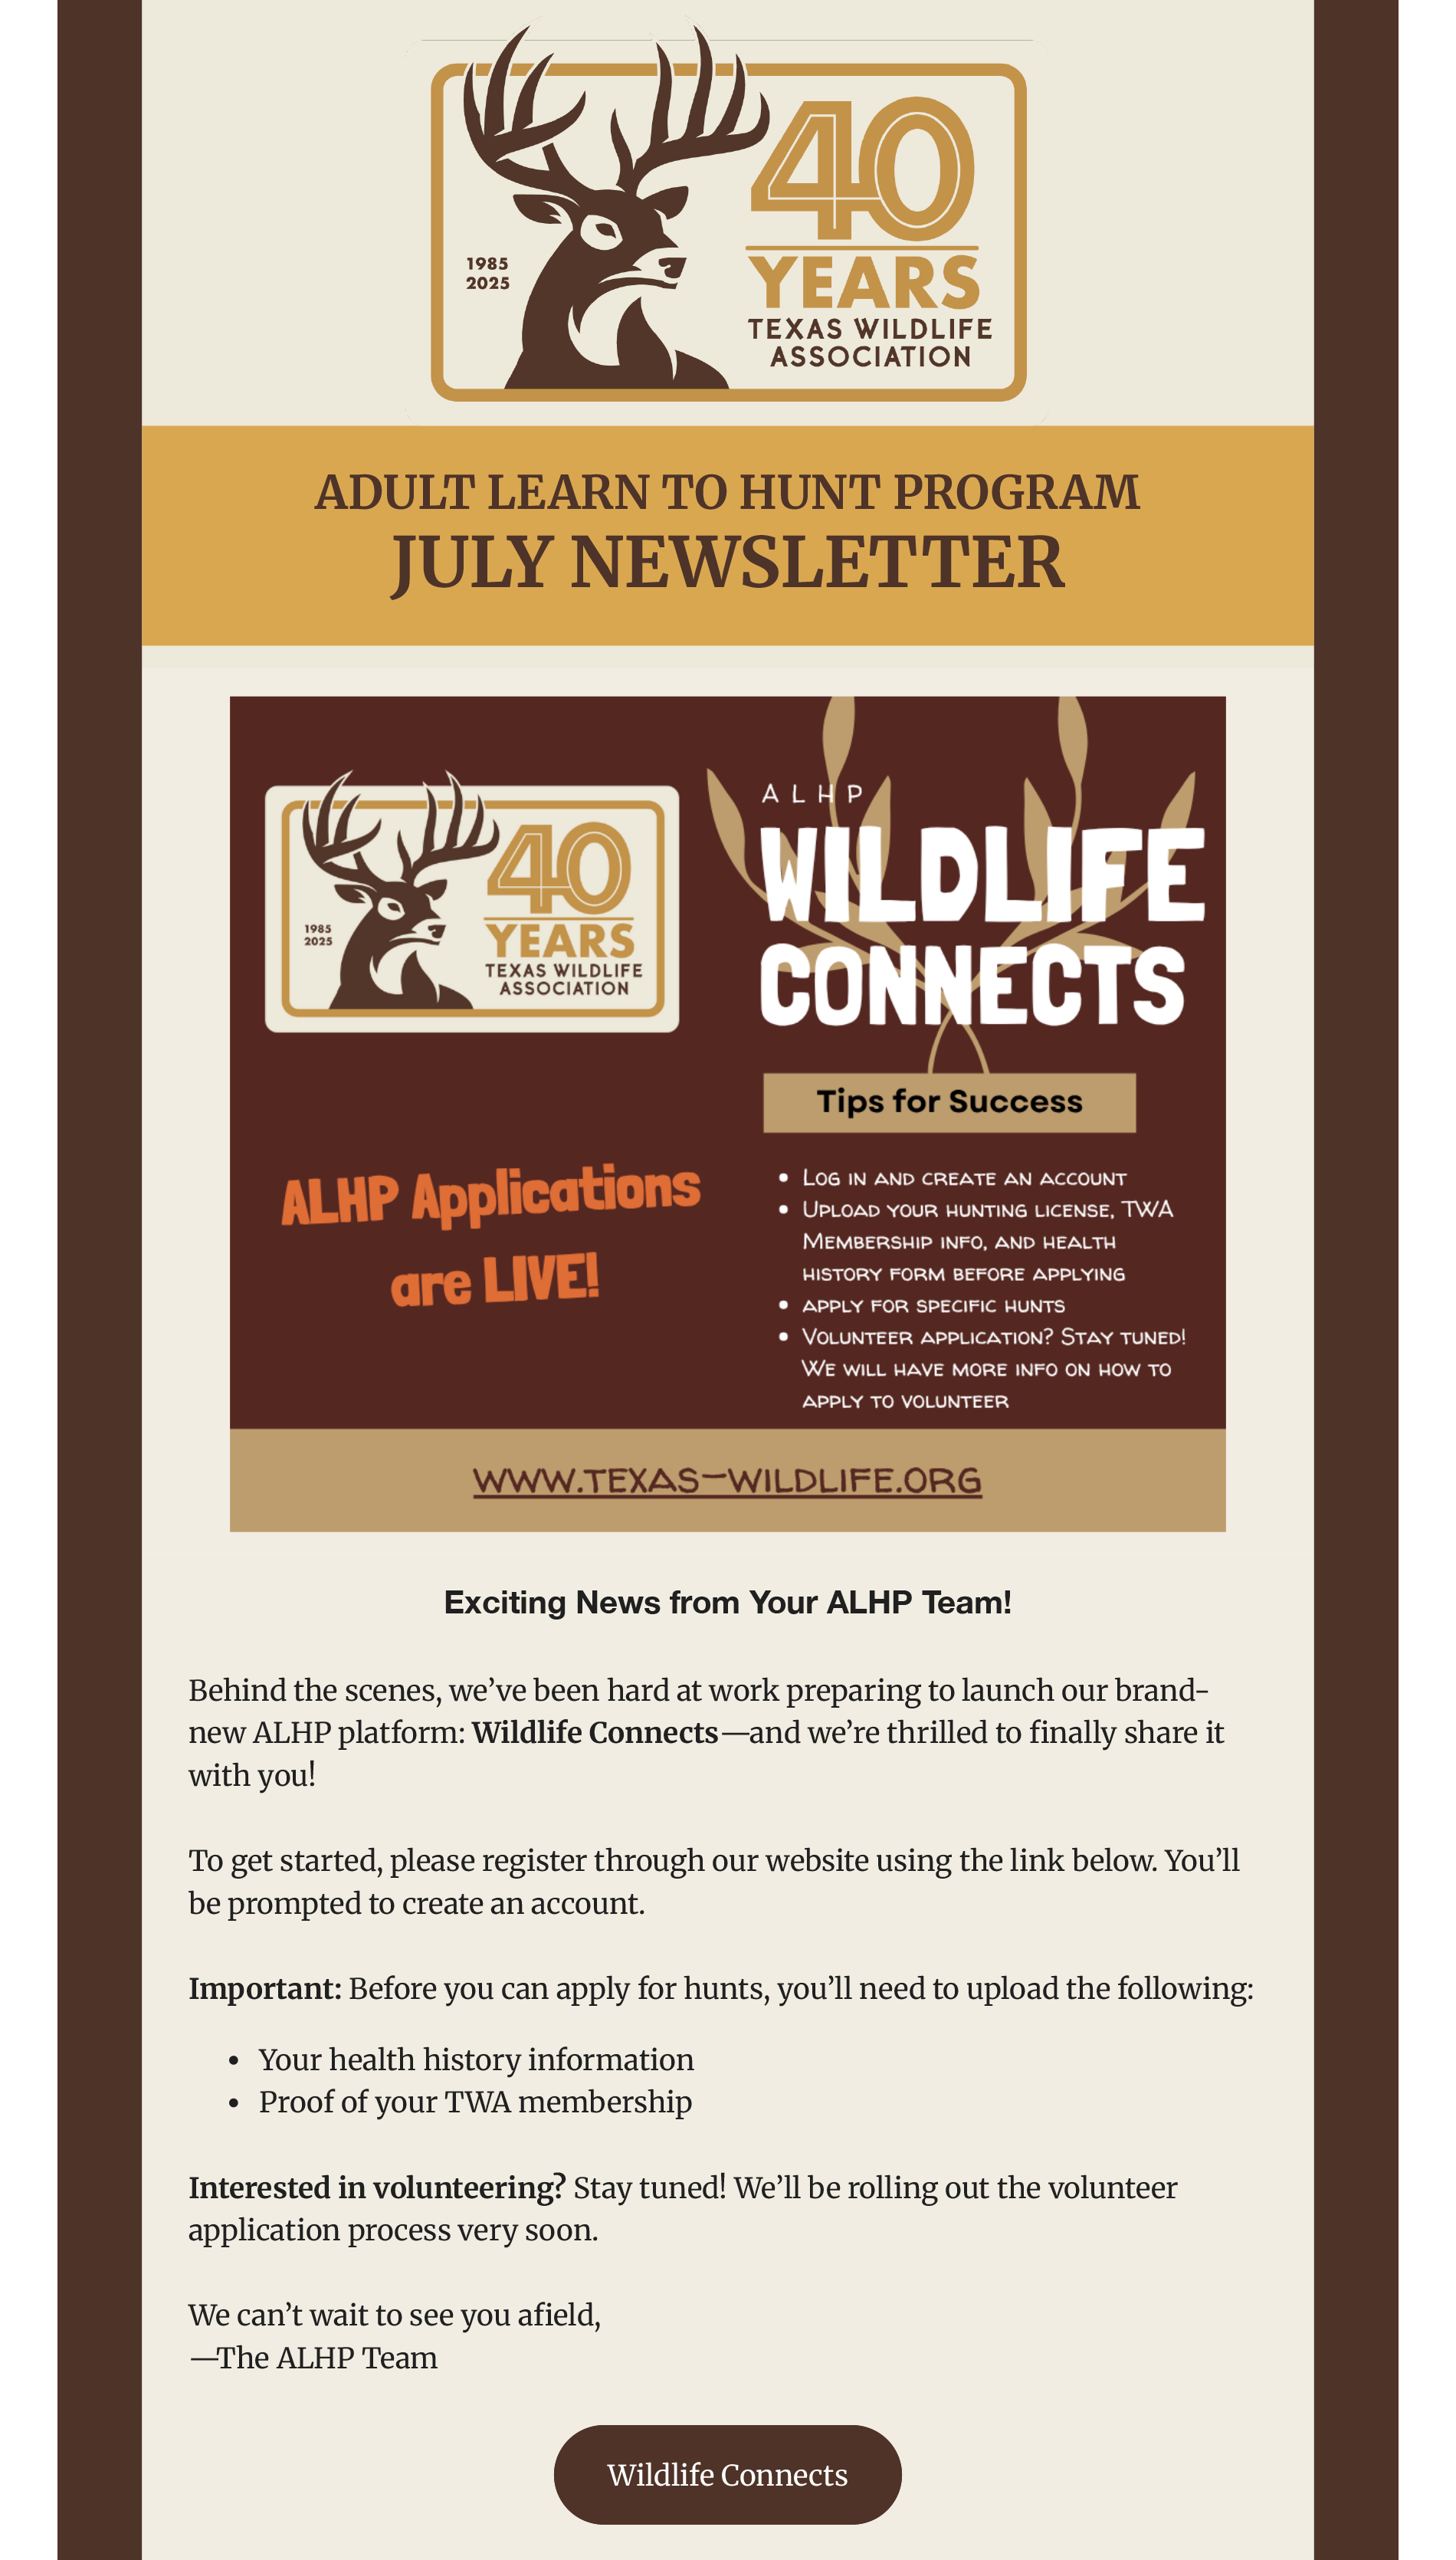 1985
2025
40
YEARS
TEXAS WILDLIFE
ASSOCIATION
ADULT LEARN TO HUNT PROGRAM
JULY NEWSLETTER
1985
2025
40
YEARS
TEXAS WILDLIFE
ASSOCIATION
ALHP Applications
are LIVE!
ALHP
WILDLIFE
CONNECTS
Tips for Success
• Log in and create an account
• Upload your hunting license, TWA
Membership info, and health
history form before applying
• apply for specific hunts
• Volunteer application? Stay tuned!
We will have more info on how to
apply to volunteer
WWW.TEXAS-WILDLIFE.ORG
Exciting News from Your ALHP Team!
Behind the scenes, we’ve been hard at work preparing to launch our brand-
new ALHP platform: Wildlife Connects—and we’re thrilled to finally share it
with you!
To get started, please register through our website using the link below. You’ll
be prompted to create an account.
Important: Before you can apply for hunts, you’ll need to upload the following:
• Your health history information
• Proof of your TWA membership
Interested in volunteering? Stay tuned! We’ll be rolling out the volunteer
application process very soon.
We can’t wait to see you afield,
—The ALHP Team
Wildlife Connects